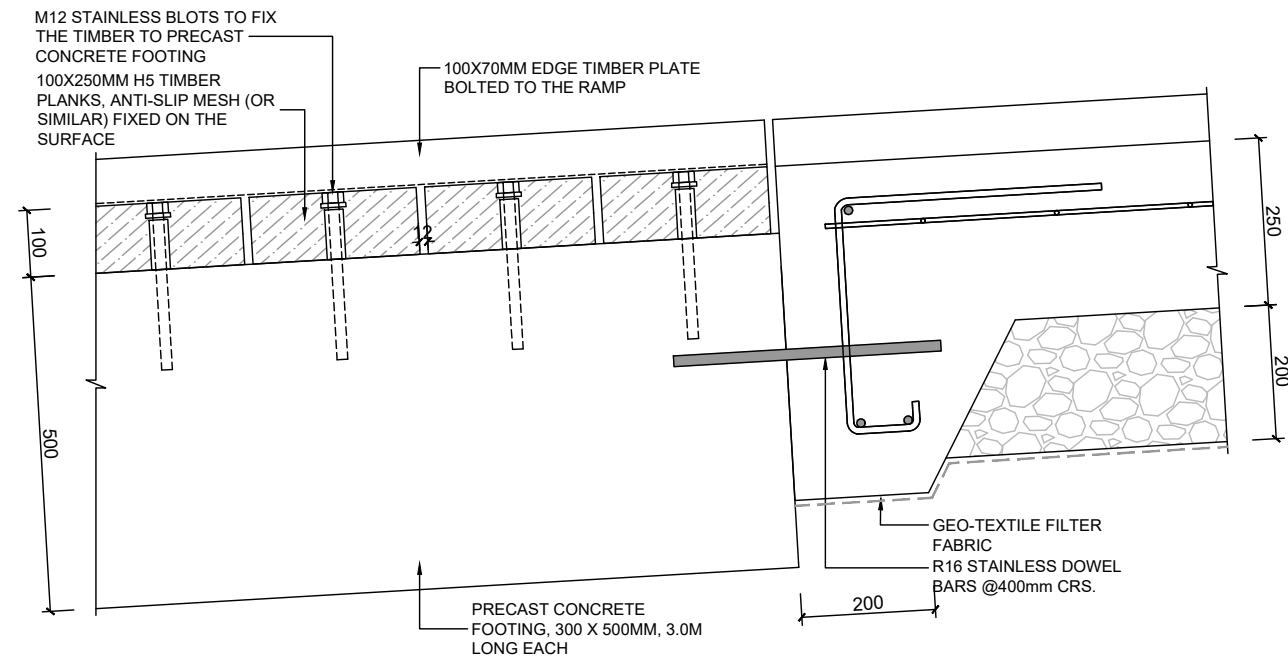 M12 STAINLESS BLOTS TO FIX
THE TIMBER TO PRECAST
CONCRETE FOOTING
100X250MM H5 TIMBER
PLANKS, ANTI-SLIP MESH (OR
SIMILAR) FIXED ON THE
SURFACE
100X70MM EDGE TIMBER PLATE
BOLTED TO THE RAMP
100
12
250
200
500
GEO-TEXTILE FILTER
FABRIC
R16 STAINLESS DOWEL
BARS @400mm CRS.
200
PRECAST CONCRETE
FOOTING, 300 X 500MM, 3.0M
LONG EACH